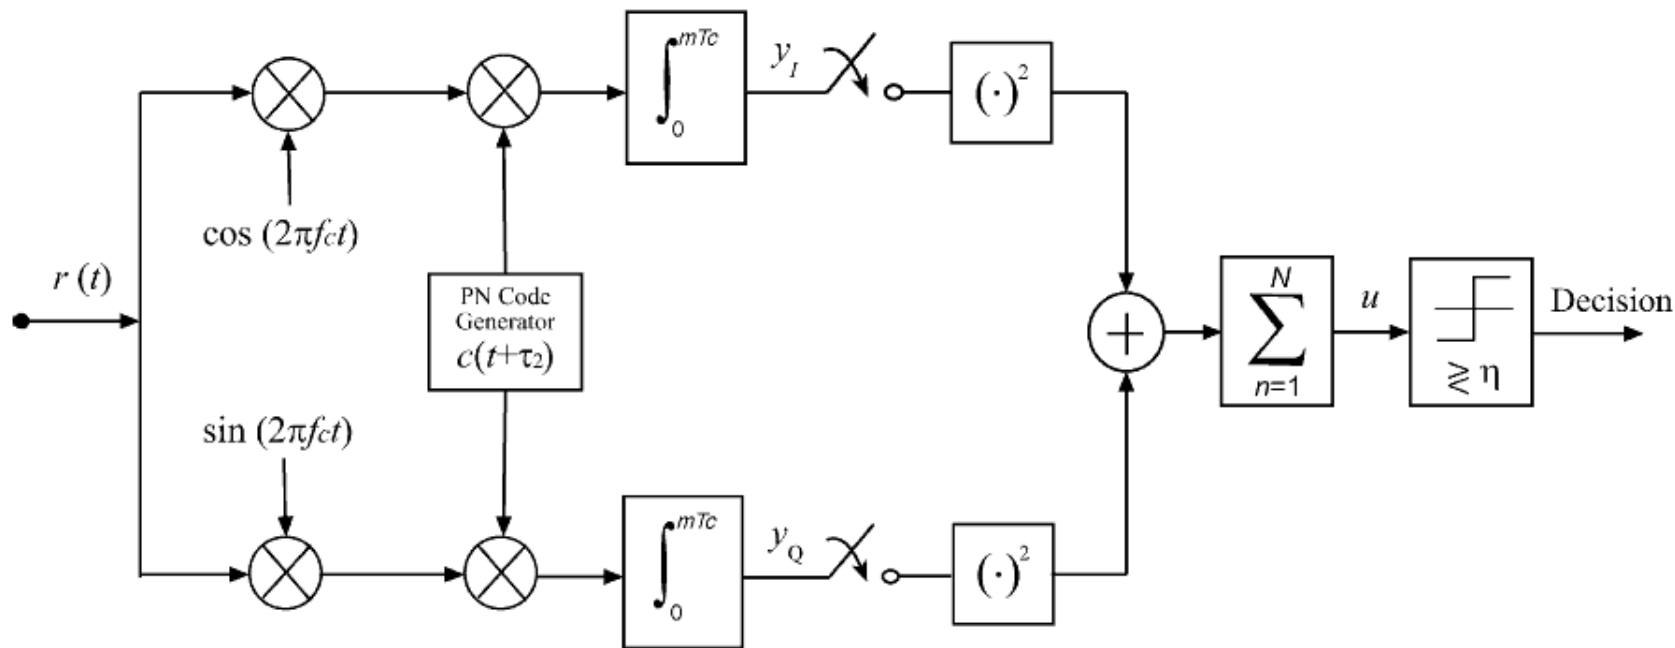 ∫₀^mTc
y_I
(·)²
cos (2πfct)
r (t)
PN Code
Generator
c(t+τ₂)
N
∑
n=1
u
≷ η
Decision
sin (2πfct)
∫₀^mTc
y_Q
(·)²